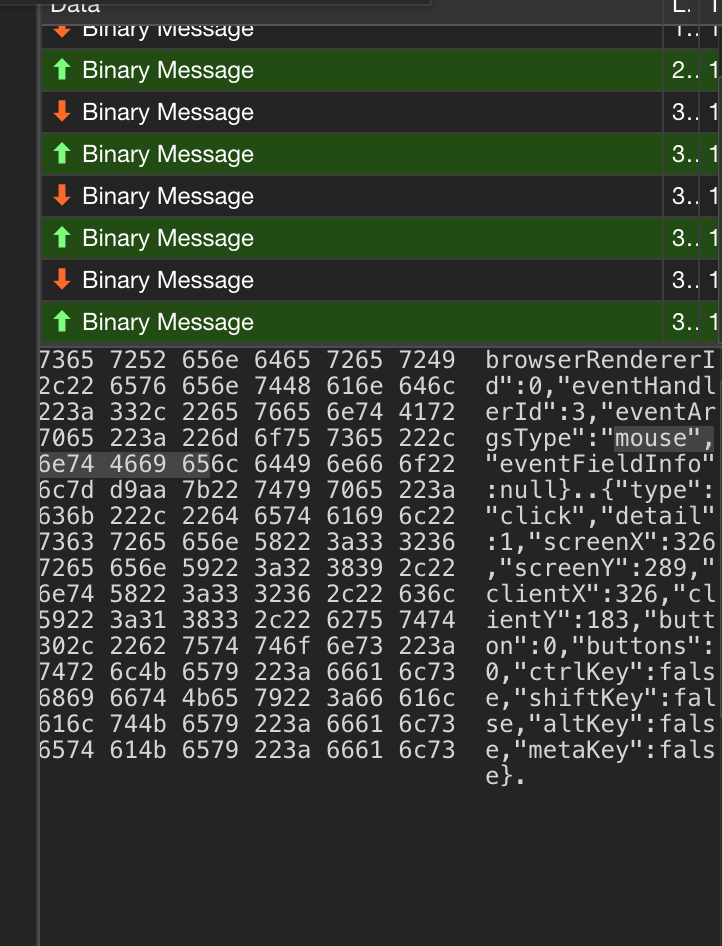 Data L.
Binary Message 1..
Binary Message 2.. 1
Binary Message 3.. 1
Binary Message 3.. 1
Binary Message 3.. 1
Binary Message 3.. 1
Binary Message 3.. 1
Binary Message 3.. 1
7365 7252 656e 6465 7265 7249 browserRendererI
2c22 6576 656e 7448 616e 646c d":0,"eventHandl
223a 332c 2265 7665 6e74 4172 erId":3,"eventAr
7065 223a 226d 6f75 7365 222c gsType":"mouse",
6e74 4669 656c 6449 6e66 6f22 "eventFieldInfo"
6c7d d9aa 7b22 7479 7065 223a :null}..{"type":
636b 222c 2264 6574 6169 6c22 "click","detail"
7363 7265 656e 5822 3a33 3236 :1,"screenX":326
7265 656e 5922 3a32 3839 2c22 ,"screenY":289,"
6e74 5822 3a33 3236 2c22 636c clientX":326,"cl
5922 3a31 3833 2c22 6275 7474 ientY":183,"butt
302c 2262 7574 746f 6e73 223a on":0,"buttons":
7472 6c4b 6579 223a 6661 6c73 0,"ctrlKey":fals
6869 6674 4b65 7922 3a66 616c e,"shiftKey":fal
616c 744b 6579 223a 6661 6c73 se,"altKey":fals
6574 614b 6579 223a 6661 6c73 e,"metaKey":fals
e}.